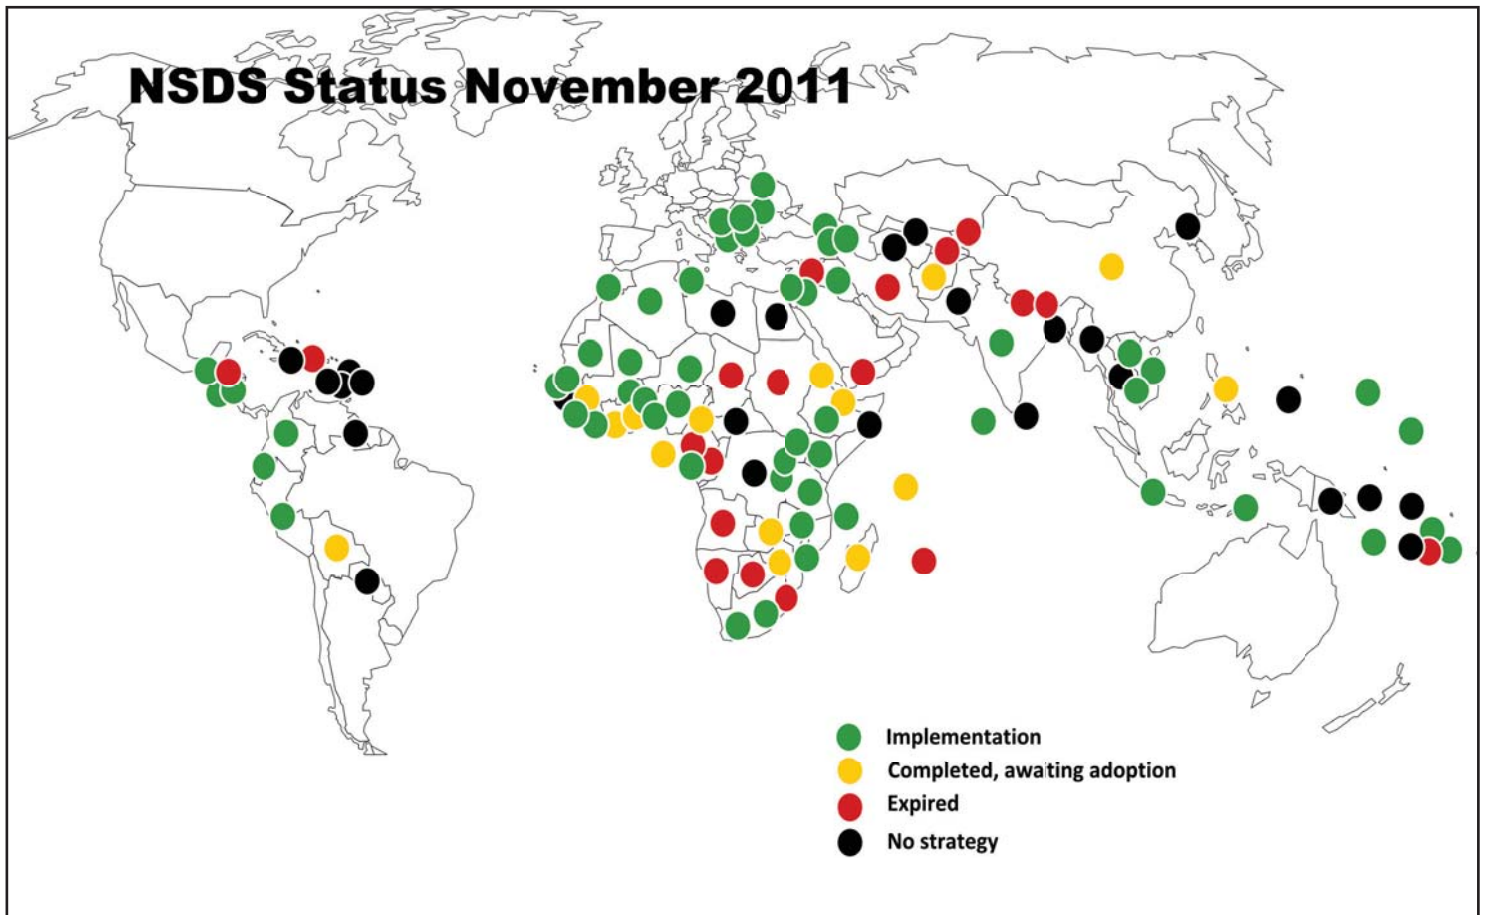 NSDS Status November 2011
Implementation
Completed, awaiting adoption
Expired
No strategy